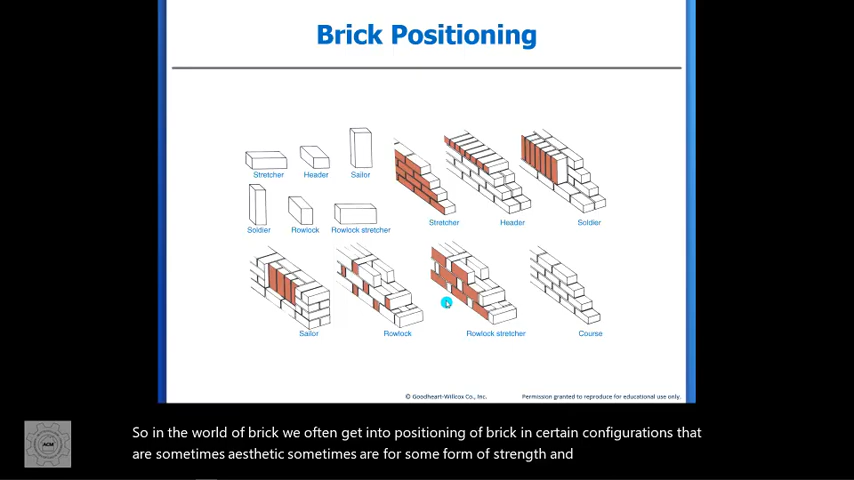 Brick Positioning
Stretcher
Header
Sailor
Soldier
Rowlock
Rowlock stretcher
Stretcher
Header
Soldier
Sailor
Rowlock
Rowlock stretcher
Course
© Goodheart-Willcox Co., Inc.
Permission granted to reproduce for educational use only.
So in the world of brick we often get into positioning of brick in certain configurations that
are sometimes aesthetic sometimes are for some form of strength and
ACM